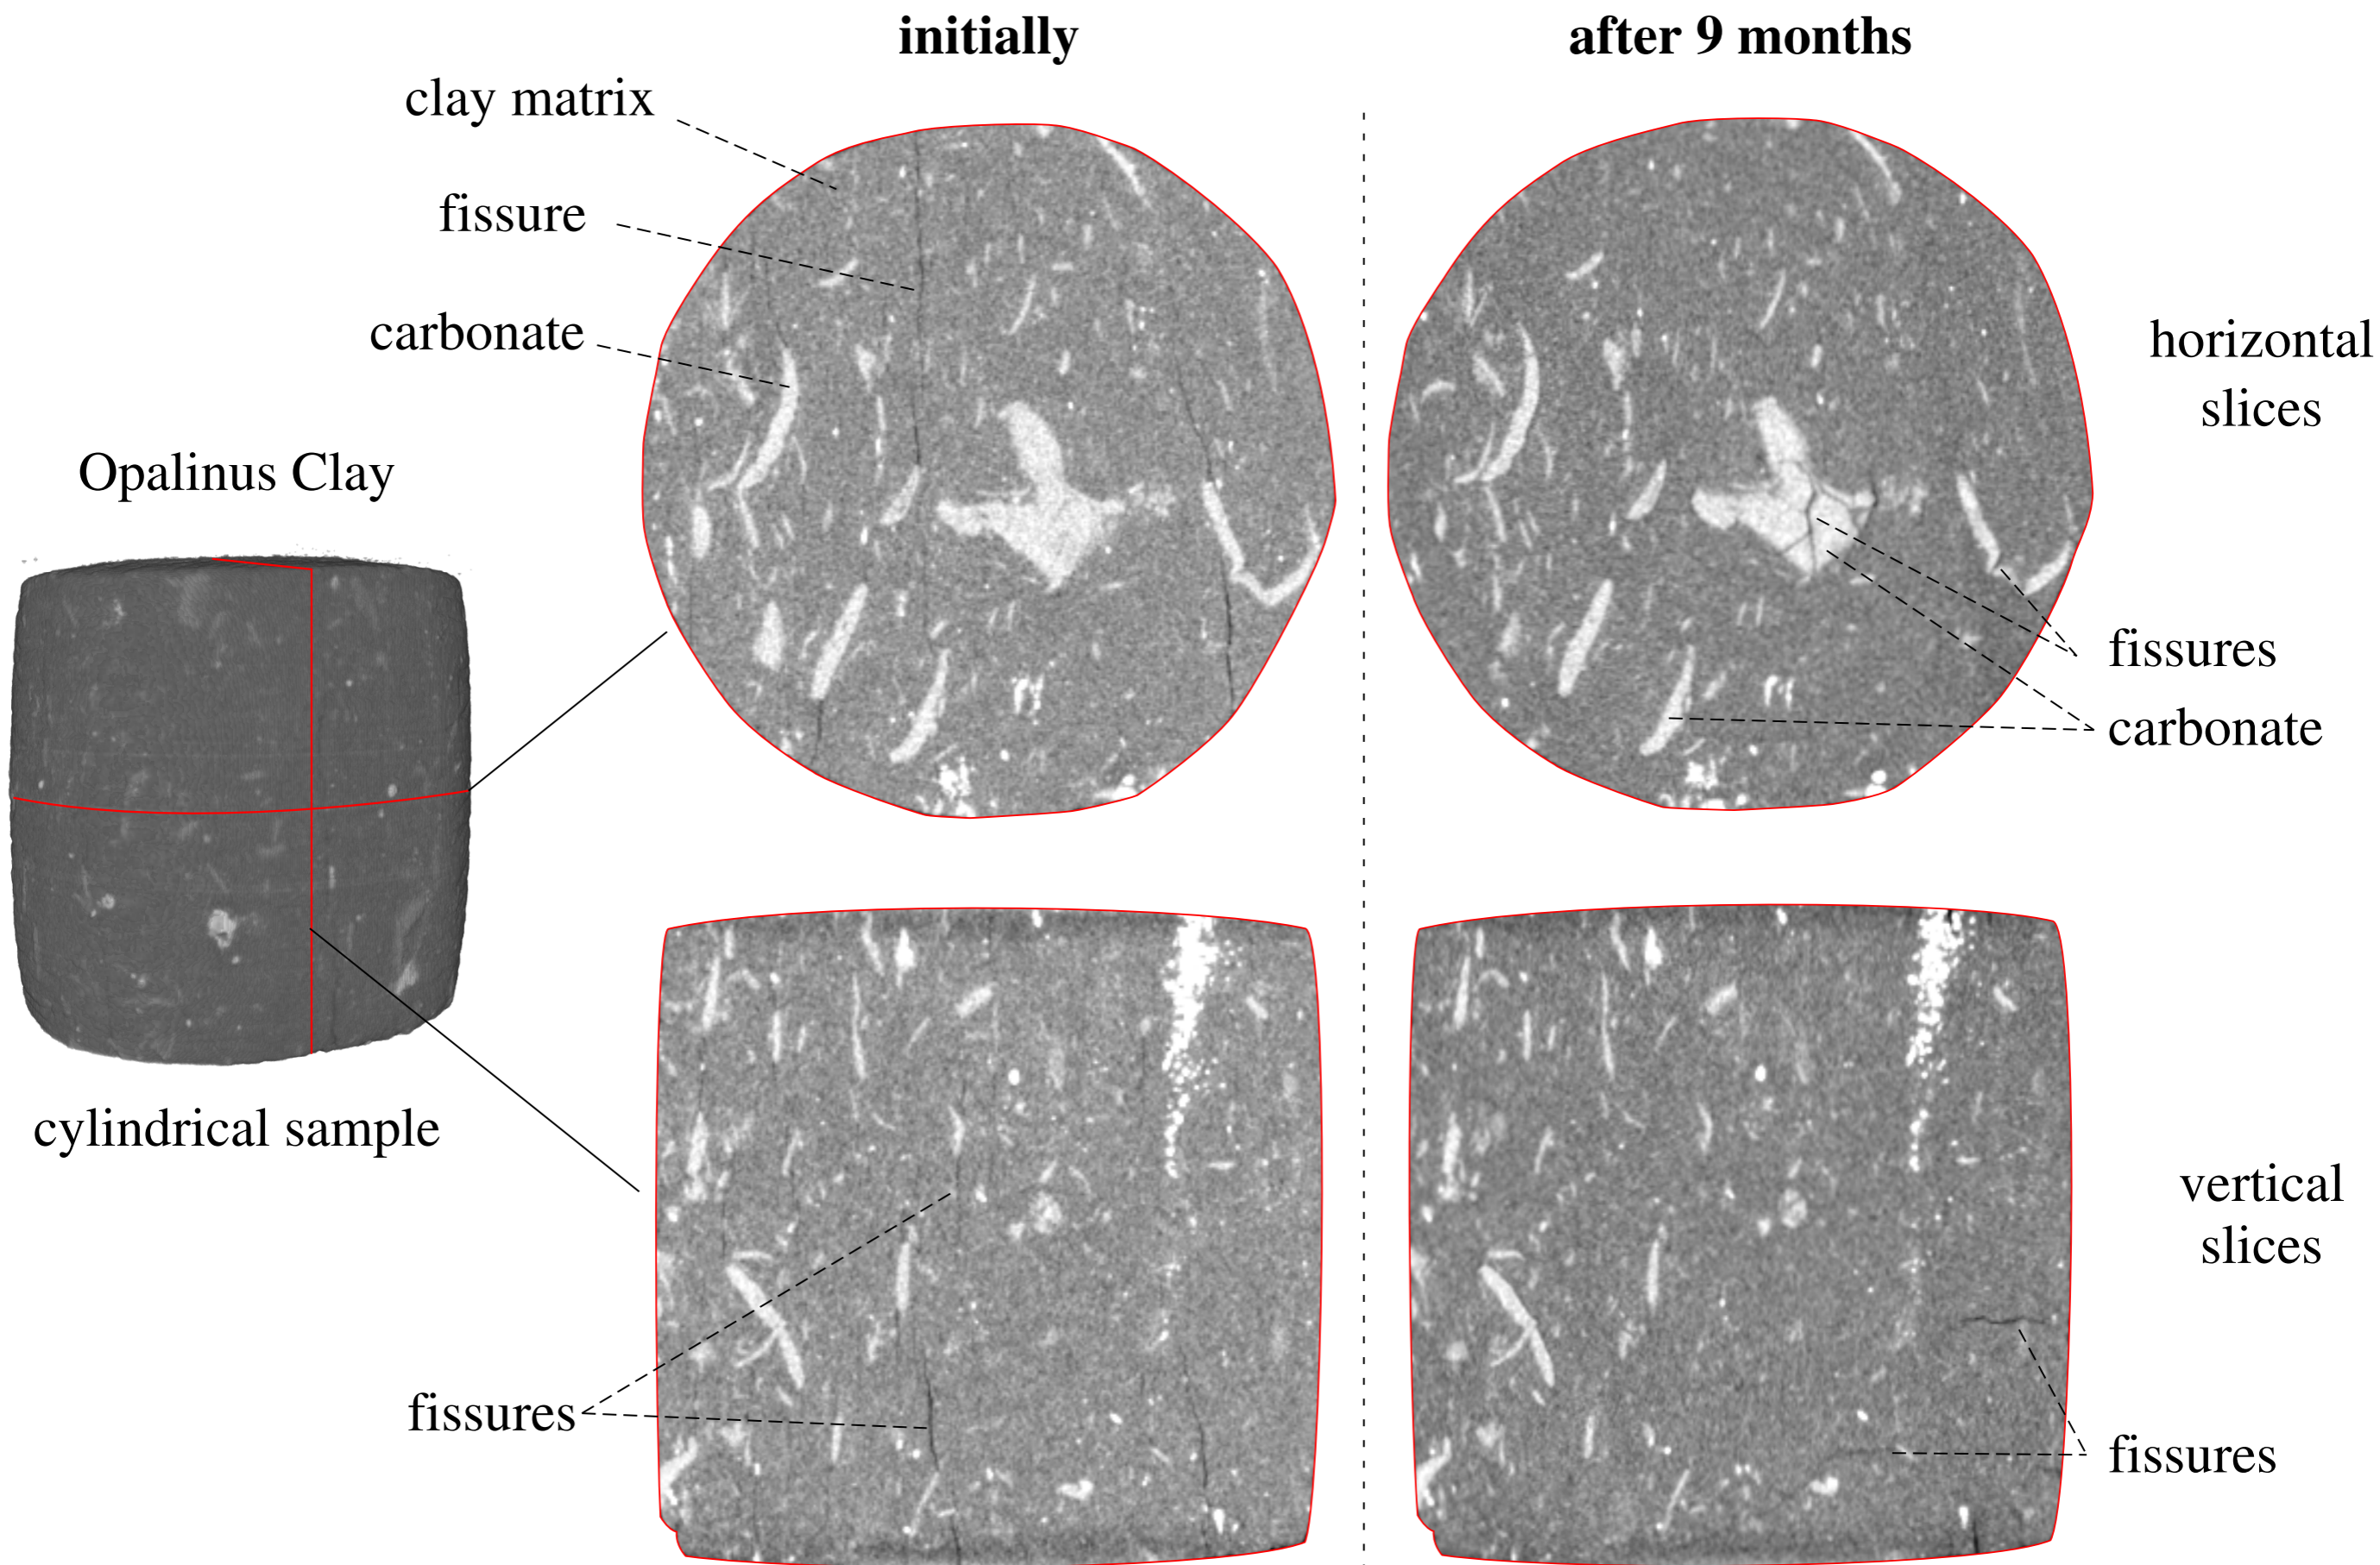 initially
after 9 months
clay matrix
fissure
carbonate
horizontal
slices
Opalinus Clay
fissures
carbonate
cylindrical sample
vertical
slices
fissures
fissures